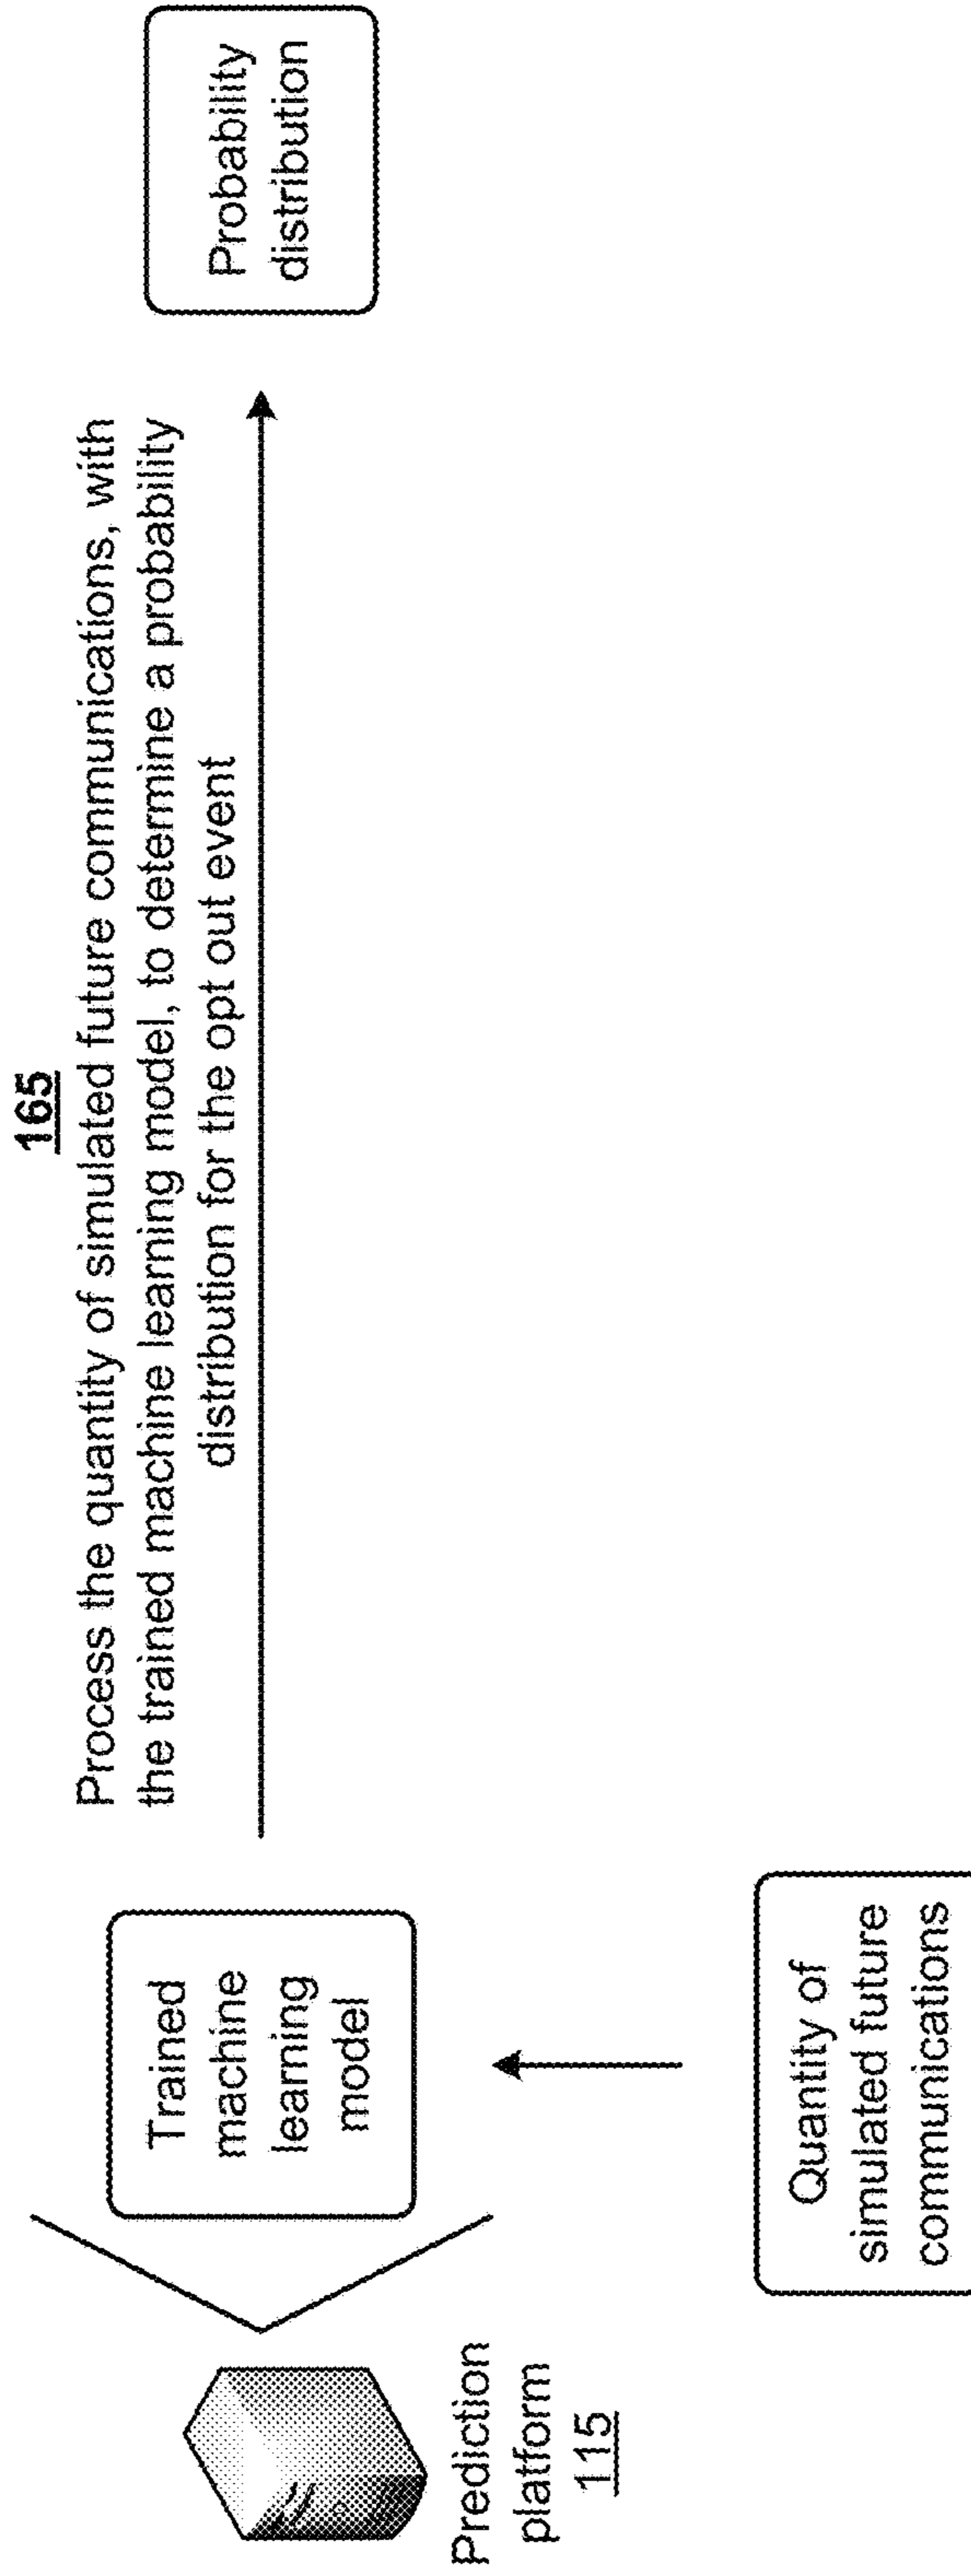 165
Process the quantity of simulated future communications, with
the trained machine learning model, to determine a probability
distribution for the opt out event
Prediction
platform
115
Trained
machine
learning
model
Probability
distribution
Quantity of
simulated future
communications